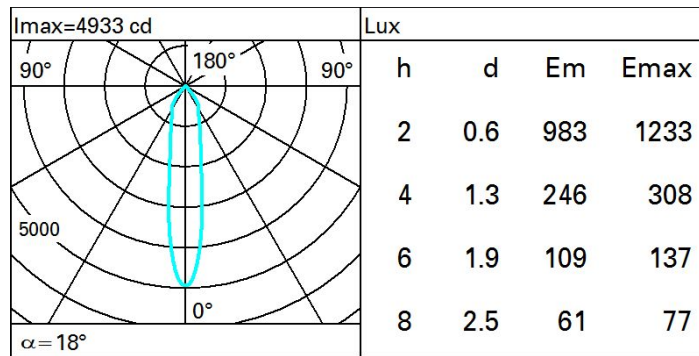 Imax=4933 cd
Lux
180°
90°
90°
5000
0°
α=18°
h d Em Emax
2 0.6 983 1233
4 1.3 246 308
6 1.9 109 137
8 2.5 61 77